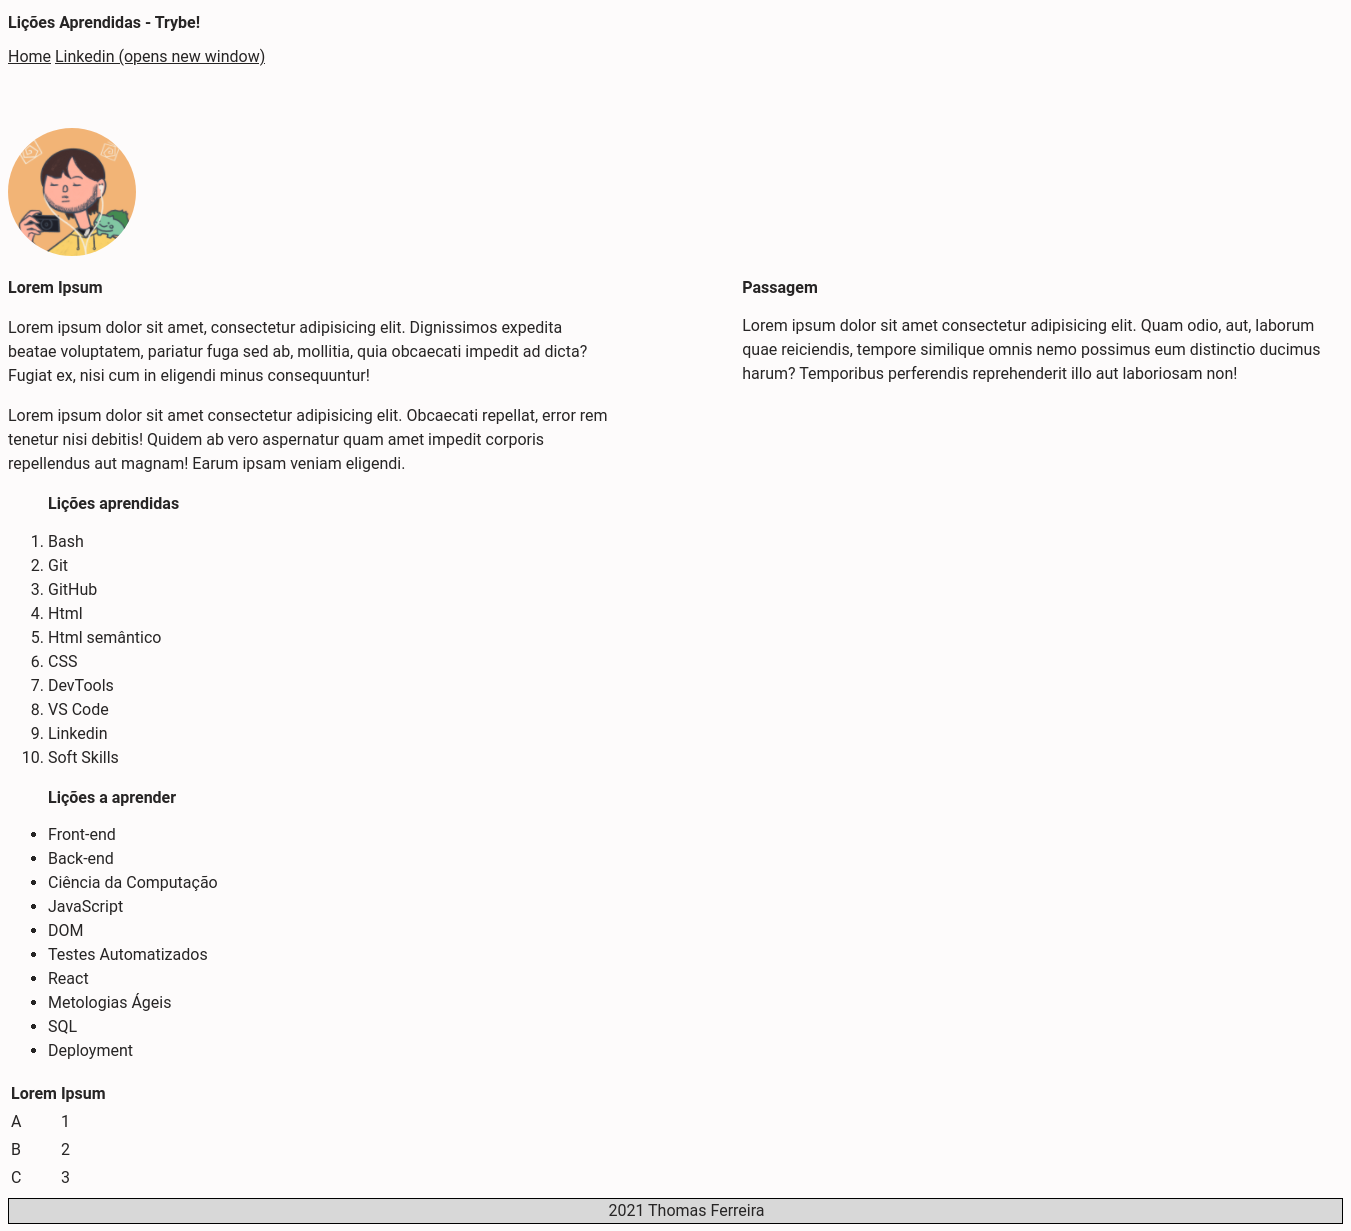 Lições Aprendidas - Trybe!
Home Linkedin (opens new window)
Lorem Ipsum
Lorem ipsum dolor sit amet, consectetur adipisicing elit. Dignissimos expedita
beatae voluptatem, pariatur fuga sed ab, mollitia, quia obcaecati impedit ad dicta?
Fugiat ex, nisi cum in eligendi minus consequuntur!
Lorem ipsum dolor sit amet consectetur adipisicing elit. Obcaecati repellat, error rem
tenetur nisi debitis! Quidem ab vero aspernatur quam amet impedit corporis
repellendus aut magnam! Earum ipsam veniam eligendi.
Passagem
Lorem ipsum dolor sit amet consectetur adipisicing elit. Quam odio, aut, laborum
quae reiciendis, tempore similique omnis nemo possimus eum distinctio ducimus
harum? Temporibus perferendis reprehenderit illo aut laboriosam non!
Lições aprendidas
1. Bash
2. Git
3. GitHub
4. Html
5. Html semântico
6. CSS
7. DevTools
8. VS Code
9. Linkedin
10. Soft Skills
Lições a aprender
• Front-end
• Back-end
• Ciência da Computação
• JavaScript
• DOM
• Testes Automatizados
• React
• Metologias Ágeis
• SQL
• Deployment
Lorem Ipsum
A 1
B 2
C 3
2021 Thomas Ferreira